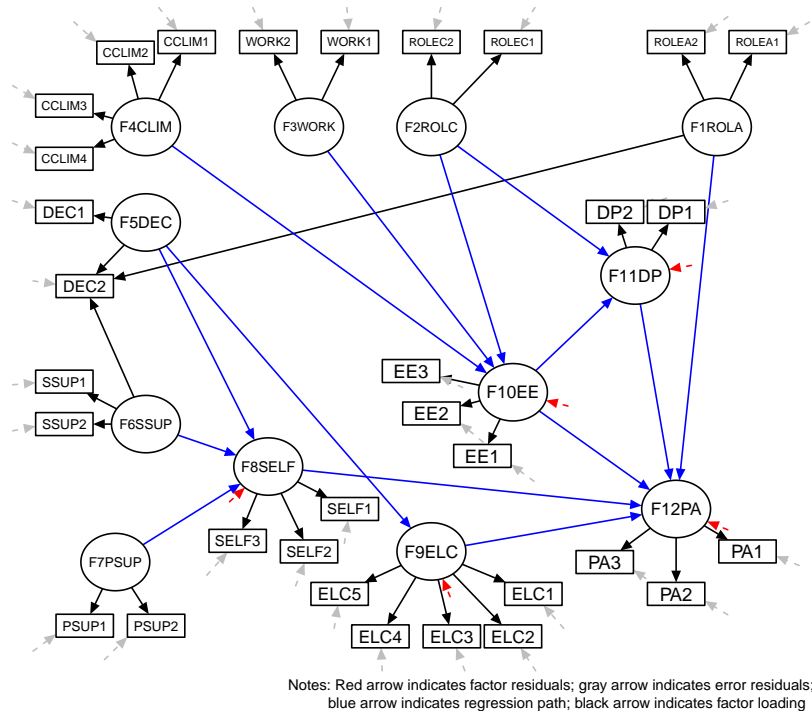 CCLIM1
CCLIM2
WORK2
WORK1
ROLEC2
ROLEC1
ROLEA2
ROLEA1
CCLIM3
CCLIM4
F4CLIM
F3WORK
F2ROLC
F1ROLA
DEC1
F5DEC
DP2
DP1
DEC2
F11DP
SSUP1
SSUP2
F6SSUP
EE3
F10EE
EE2
EE1
F8SELF
SELF1
SELF3
SELF2
F12PA
F7PSUP
F9ELC
PA3
PA1
PA2
PSUP1
PSUP2
ELC5
ELC1
ELC4
ELC3
ELC2
Notes: Red arrow indicates factor residuals; gray arrow indicates error residuals;
blue arrow indicates regression path; black arrow indicates factor loading